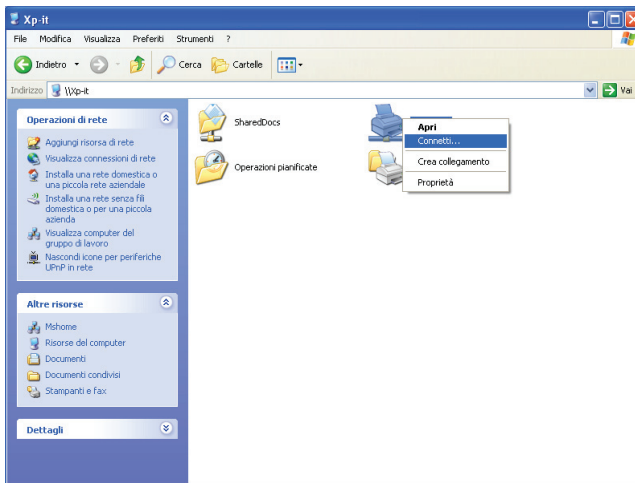 Xp-it
File Modifica Visualizza Preferiti Strumenti ?
Indietro Cerca Cartelle
Indirizzo \\Xp-it Vai
Operazioni di rete
Aggiungi risorsa di rete
Visualizza connessioni di rete
Installa una rete domestica o
una piccola rete aziendale
Installa una rete senza fili
domestica o per una piccola
azienda
Visualizza computer del
gruppo di lavoro
Nascondi icone per periferiche
UPnP in rete
Altre risorse
Mshome
Risorse del computer
Documenti
Documenti condivisi
Stampanti e fax
Dettagli
SharedDocs
Operazioni pianificate
Apri
Connetti...
Crea collegamento
Proprietà